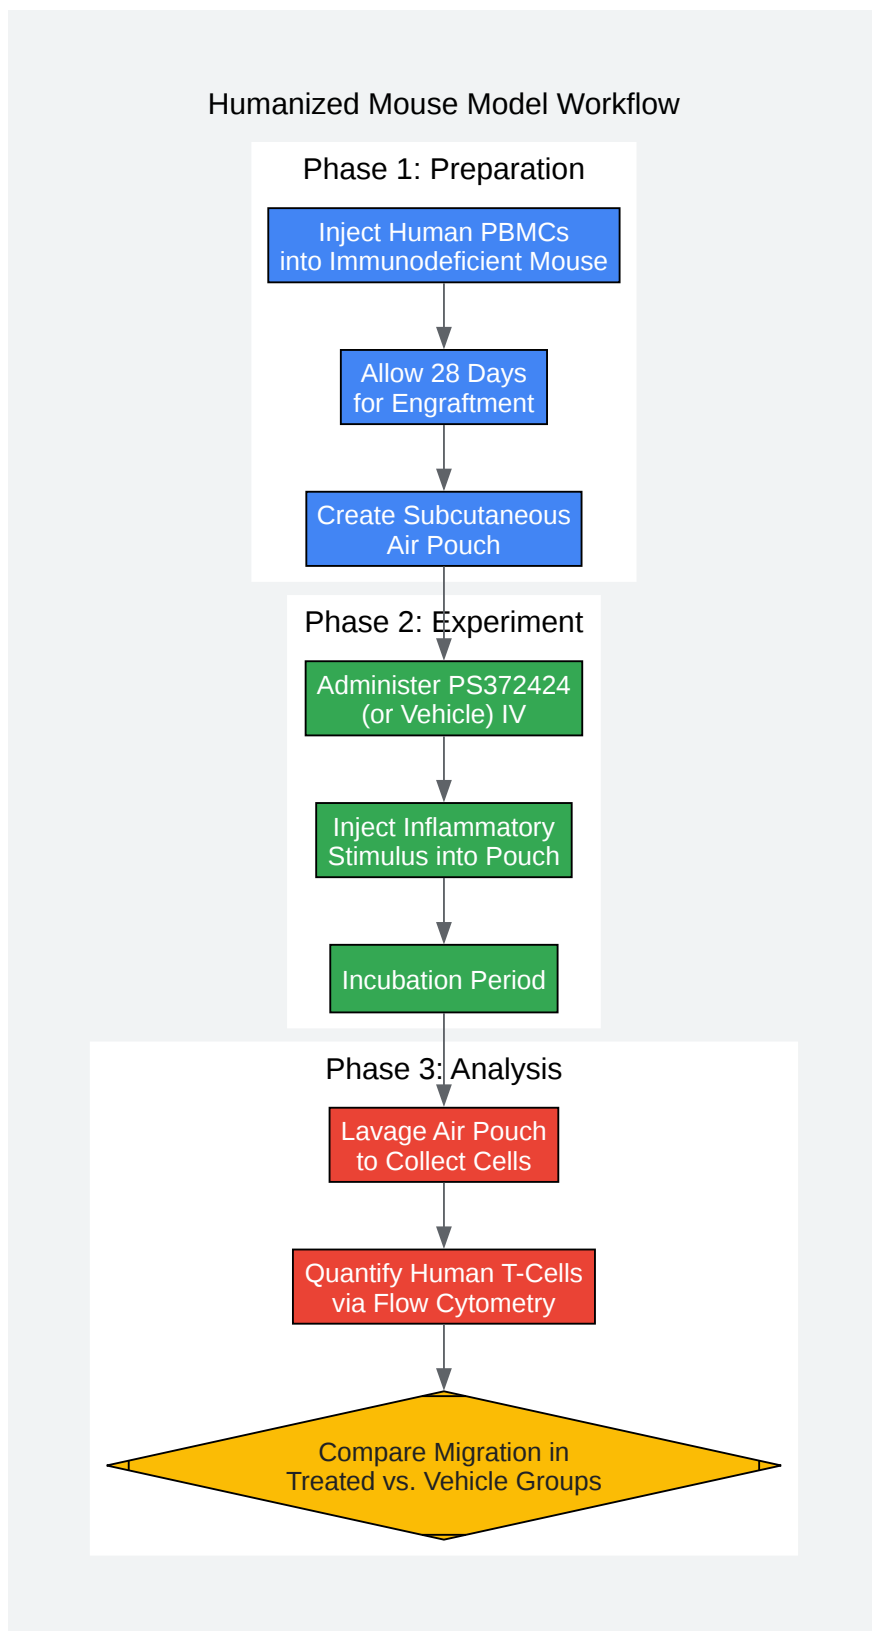 Humanized Mouse Model Workflow
Phase 1: Preparation
Inject Human PBMCs
into Immunodeficient Mouse
Allow 28 Days
for Engraftment
Create Subcutaneous
Air Pouch
Phase 2: Experiment
Administer PS372424
(or Vehicle) IV
Inject Inflammatory
Stimulus into Pouch
Incubation Period
Phase 3: Analysis
Lavage Air Pouch
to Collect Cells
Quantify Human T-Cells
via Flow Cytometry
Compare Migration in
Treated vs. Vehicle Groups